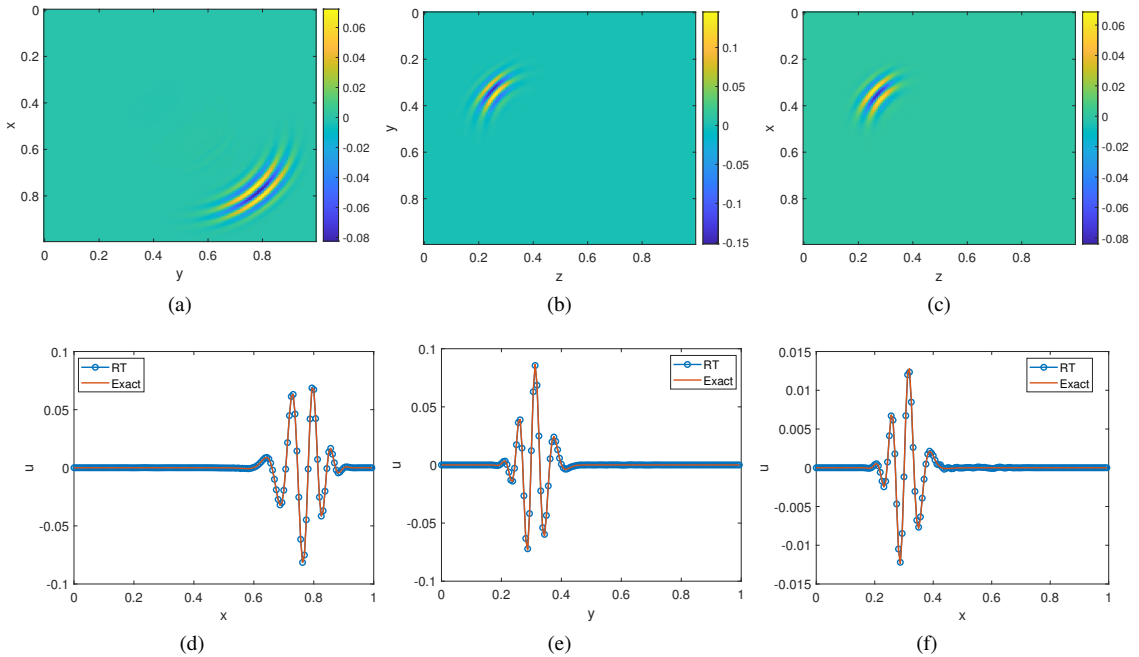 0
0.2
0.4
0.6
0.8
x
0 0.2 0.4 0.6 0.8
y
0.06
0.04
0.02
0
-0.02
-0.04
-0.06
-0.08
(a)
0
0.2
0.4
0.6
0.8
y
0 0.2 0.4 0.6 0.8
z
0.1
0.05
0
-0.05
-0.1
-0.15
(b)
0
0.2
0.4
0.6
0.8
x
0 0.2 0.4 0.6 0.8
z
0.06
0.04
0.02
0
-0.02
-0.04
-0.06
-0.08
(c)
0.1
0.05
0
-0.05
-0.1
u
RT
Exact
0 0.2 0.4 0.6 0.8 1
x
(d)
0.1
0.05
0
-0.05
-0.1
u
RT
Exact
0 0.2 0.4 0.6 0.8 1
y
(e)
0.015
0.01
0.005
0
-0.005
-0.01
-0.015
u
RT
Exact
0 0.2 0.4 0.6 0.8 1
x
(f)